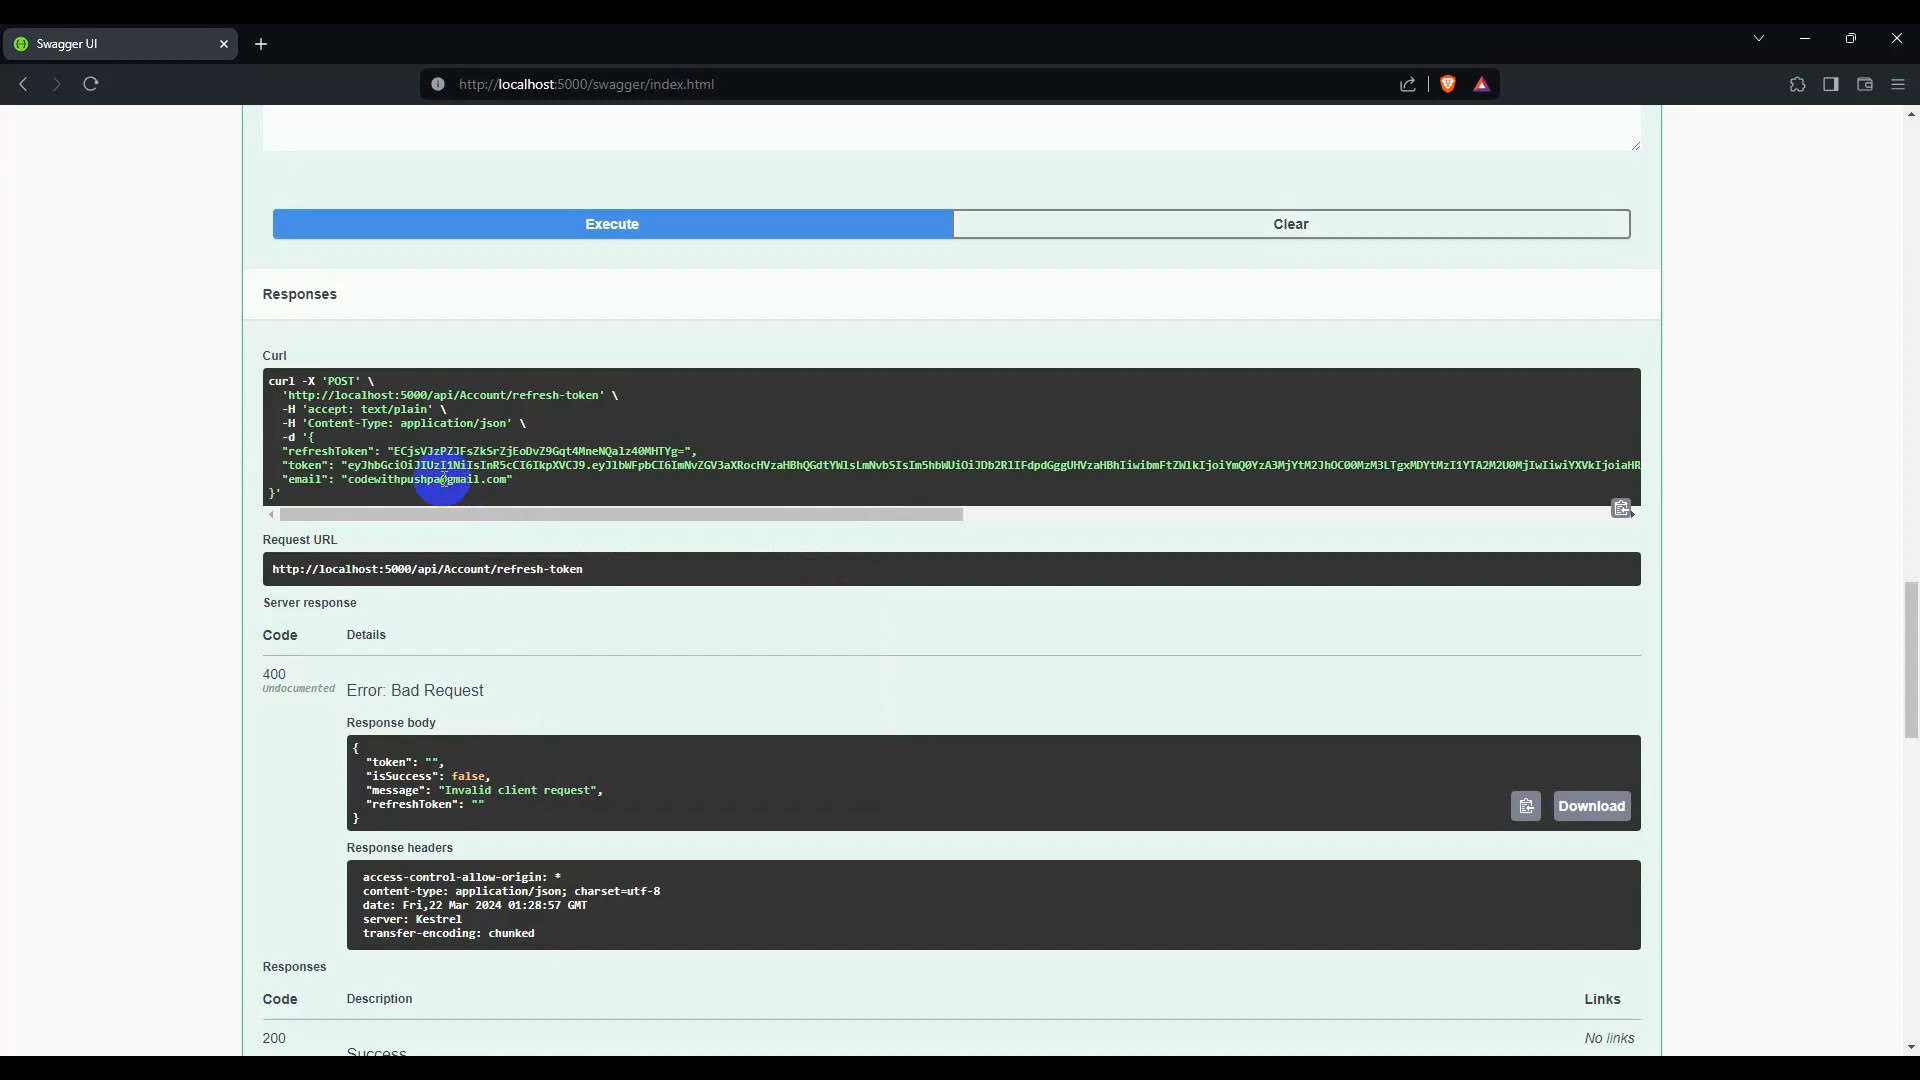 Swagger UI
http://localhost:5000/swagger/index.html
Execute
Clear
Responses
Curl
curl -X 'POST' \
'http://localhost:5000/api/Account/refresh-token' \
-H 'accept: text/plain' \
-H 'Content-Type: application/json' \
-d '{
"refreshToken": "ECjsVJzPZJFsZkSrZjEoDvZ9Gqt4MneNQalz40MHTYg=",
"token":
"email": "codewithpushpa@gmail.com"
}'
Request URL
http://localhost:5000/api/Account/refresh-token
Server response
Code
Details
400
Undocumented
Error: Bad Request
Response body
{
"token": "",
"isSuccess": false,
"message": "Invalid client request",
"refreshToken": ""
}
Download
Response headers
access-control-allow-origin: *
content-type: application/json; charset=utf-8
date: Fri,22 Mar 2024 01:28:57 GMT
server: Kestrel
transfer-encoding: chunked
Responses
Code
Description
Links
200
Success
No links